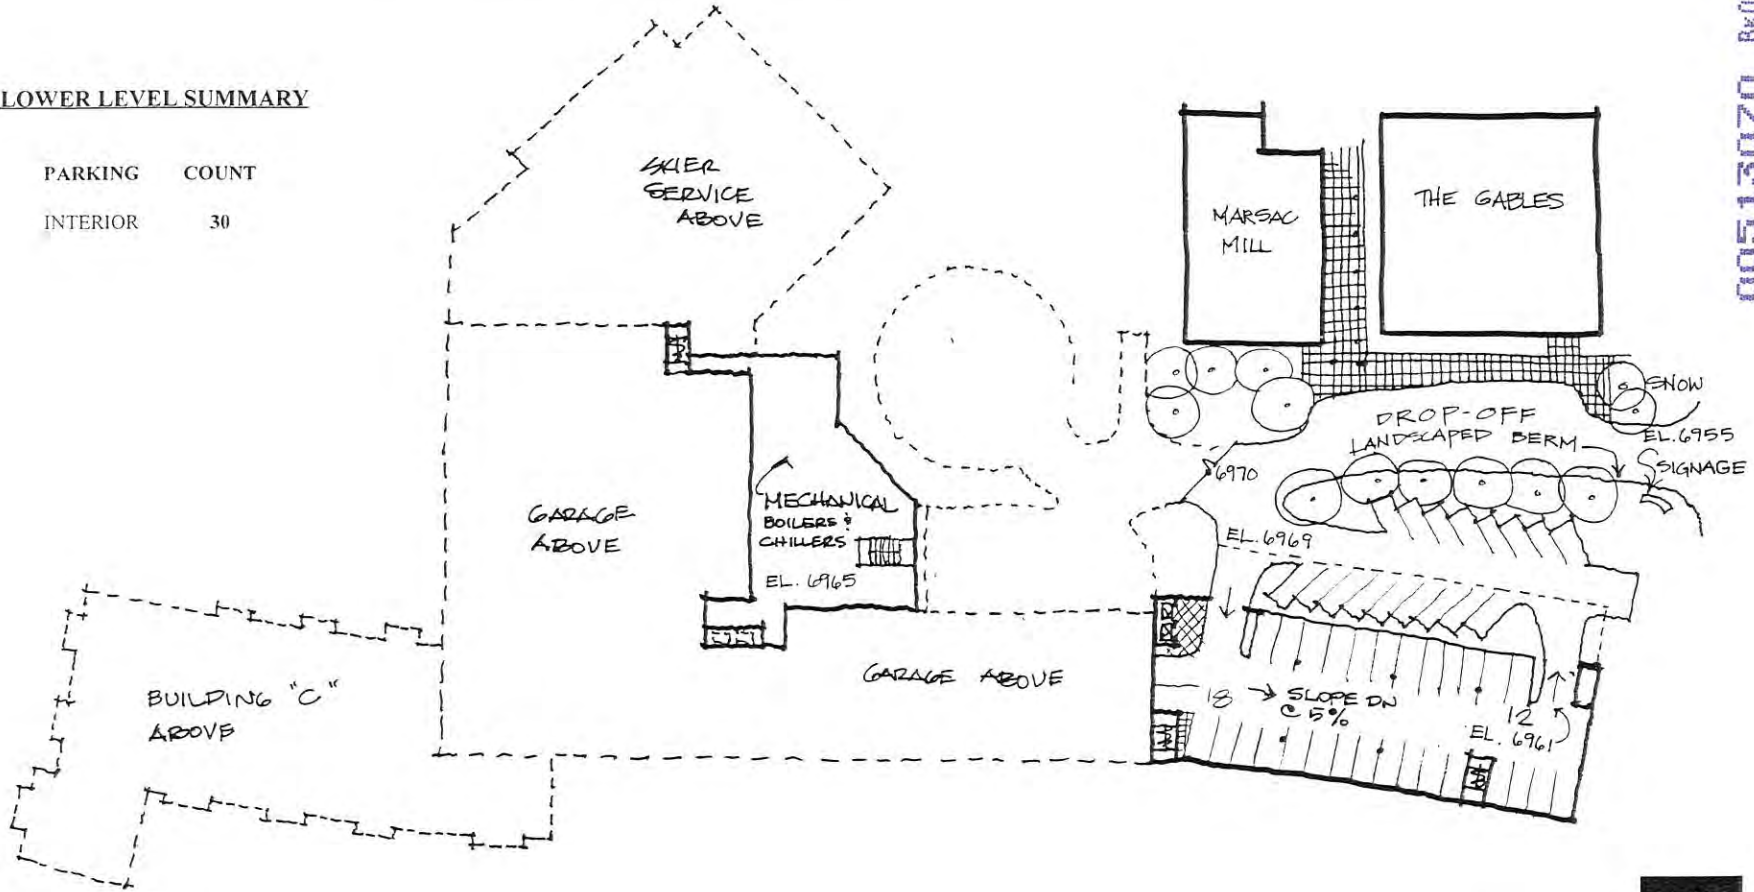 LOWER LEVEL SUMMARY
PARKING COUNT
INTERIOR 30
SKIER
SERVICE
ABOVE
MARSAC
MILL
THE GABLES
SNOW
DROP-OFF
LANDSCAPED BERM
EL. 6955
SIGNAGE
6970
EL. 6969
MECHANICAL
BOILERS &
CHILLERS
EL. 6965
GARAGE
ABOVE
GARAGE ABOVE
BUILDING "C"
ABOVE
18 → SLOPE DN
@ 5%
12
EL. 6961
00513070